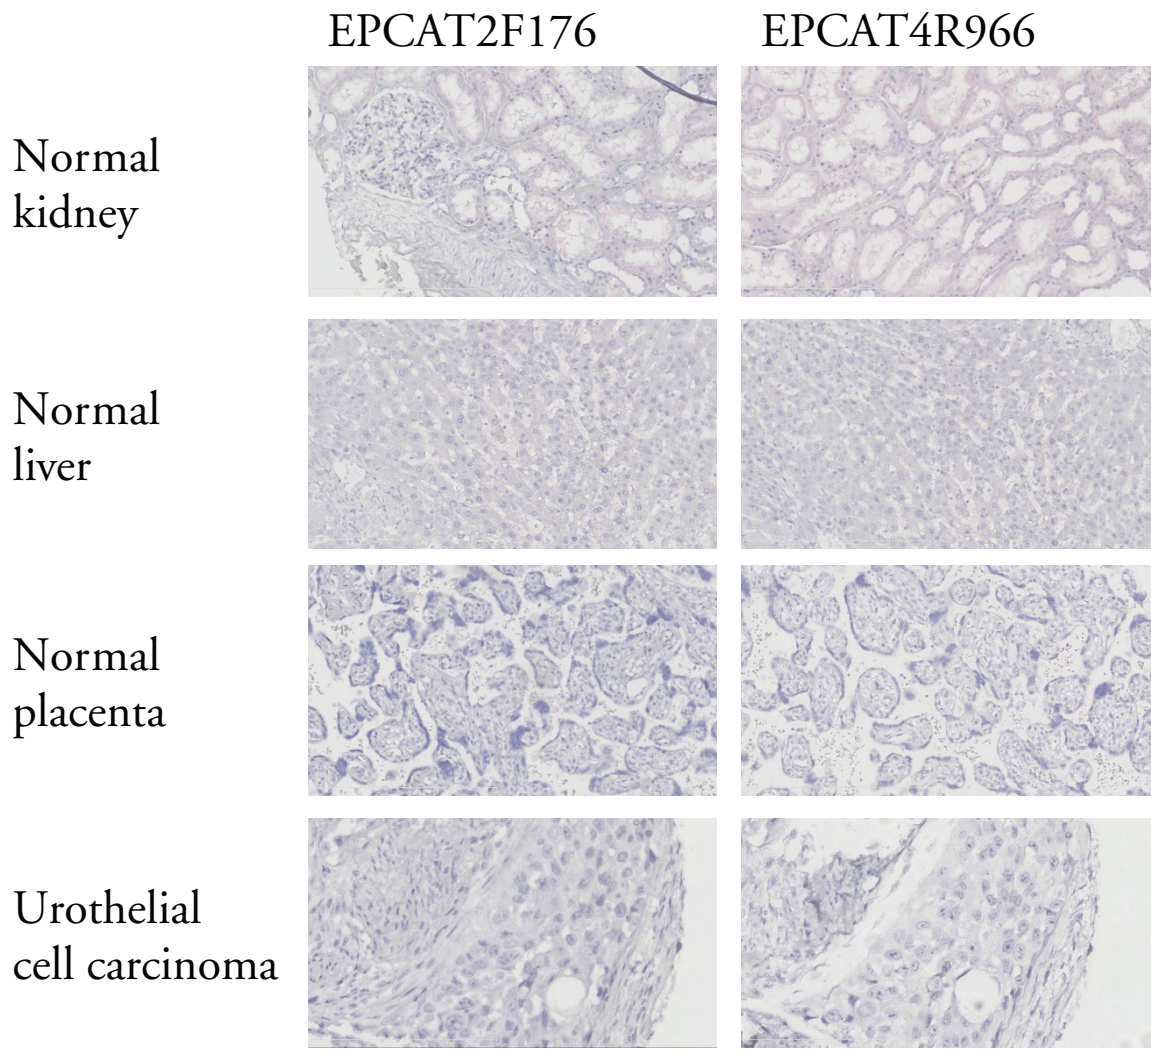 EPCAT2F176 EPCAT4R966
Normal
kidney
Normal
liver
Normal
placenta
Urothelial
cell carcinoma